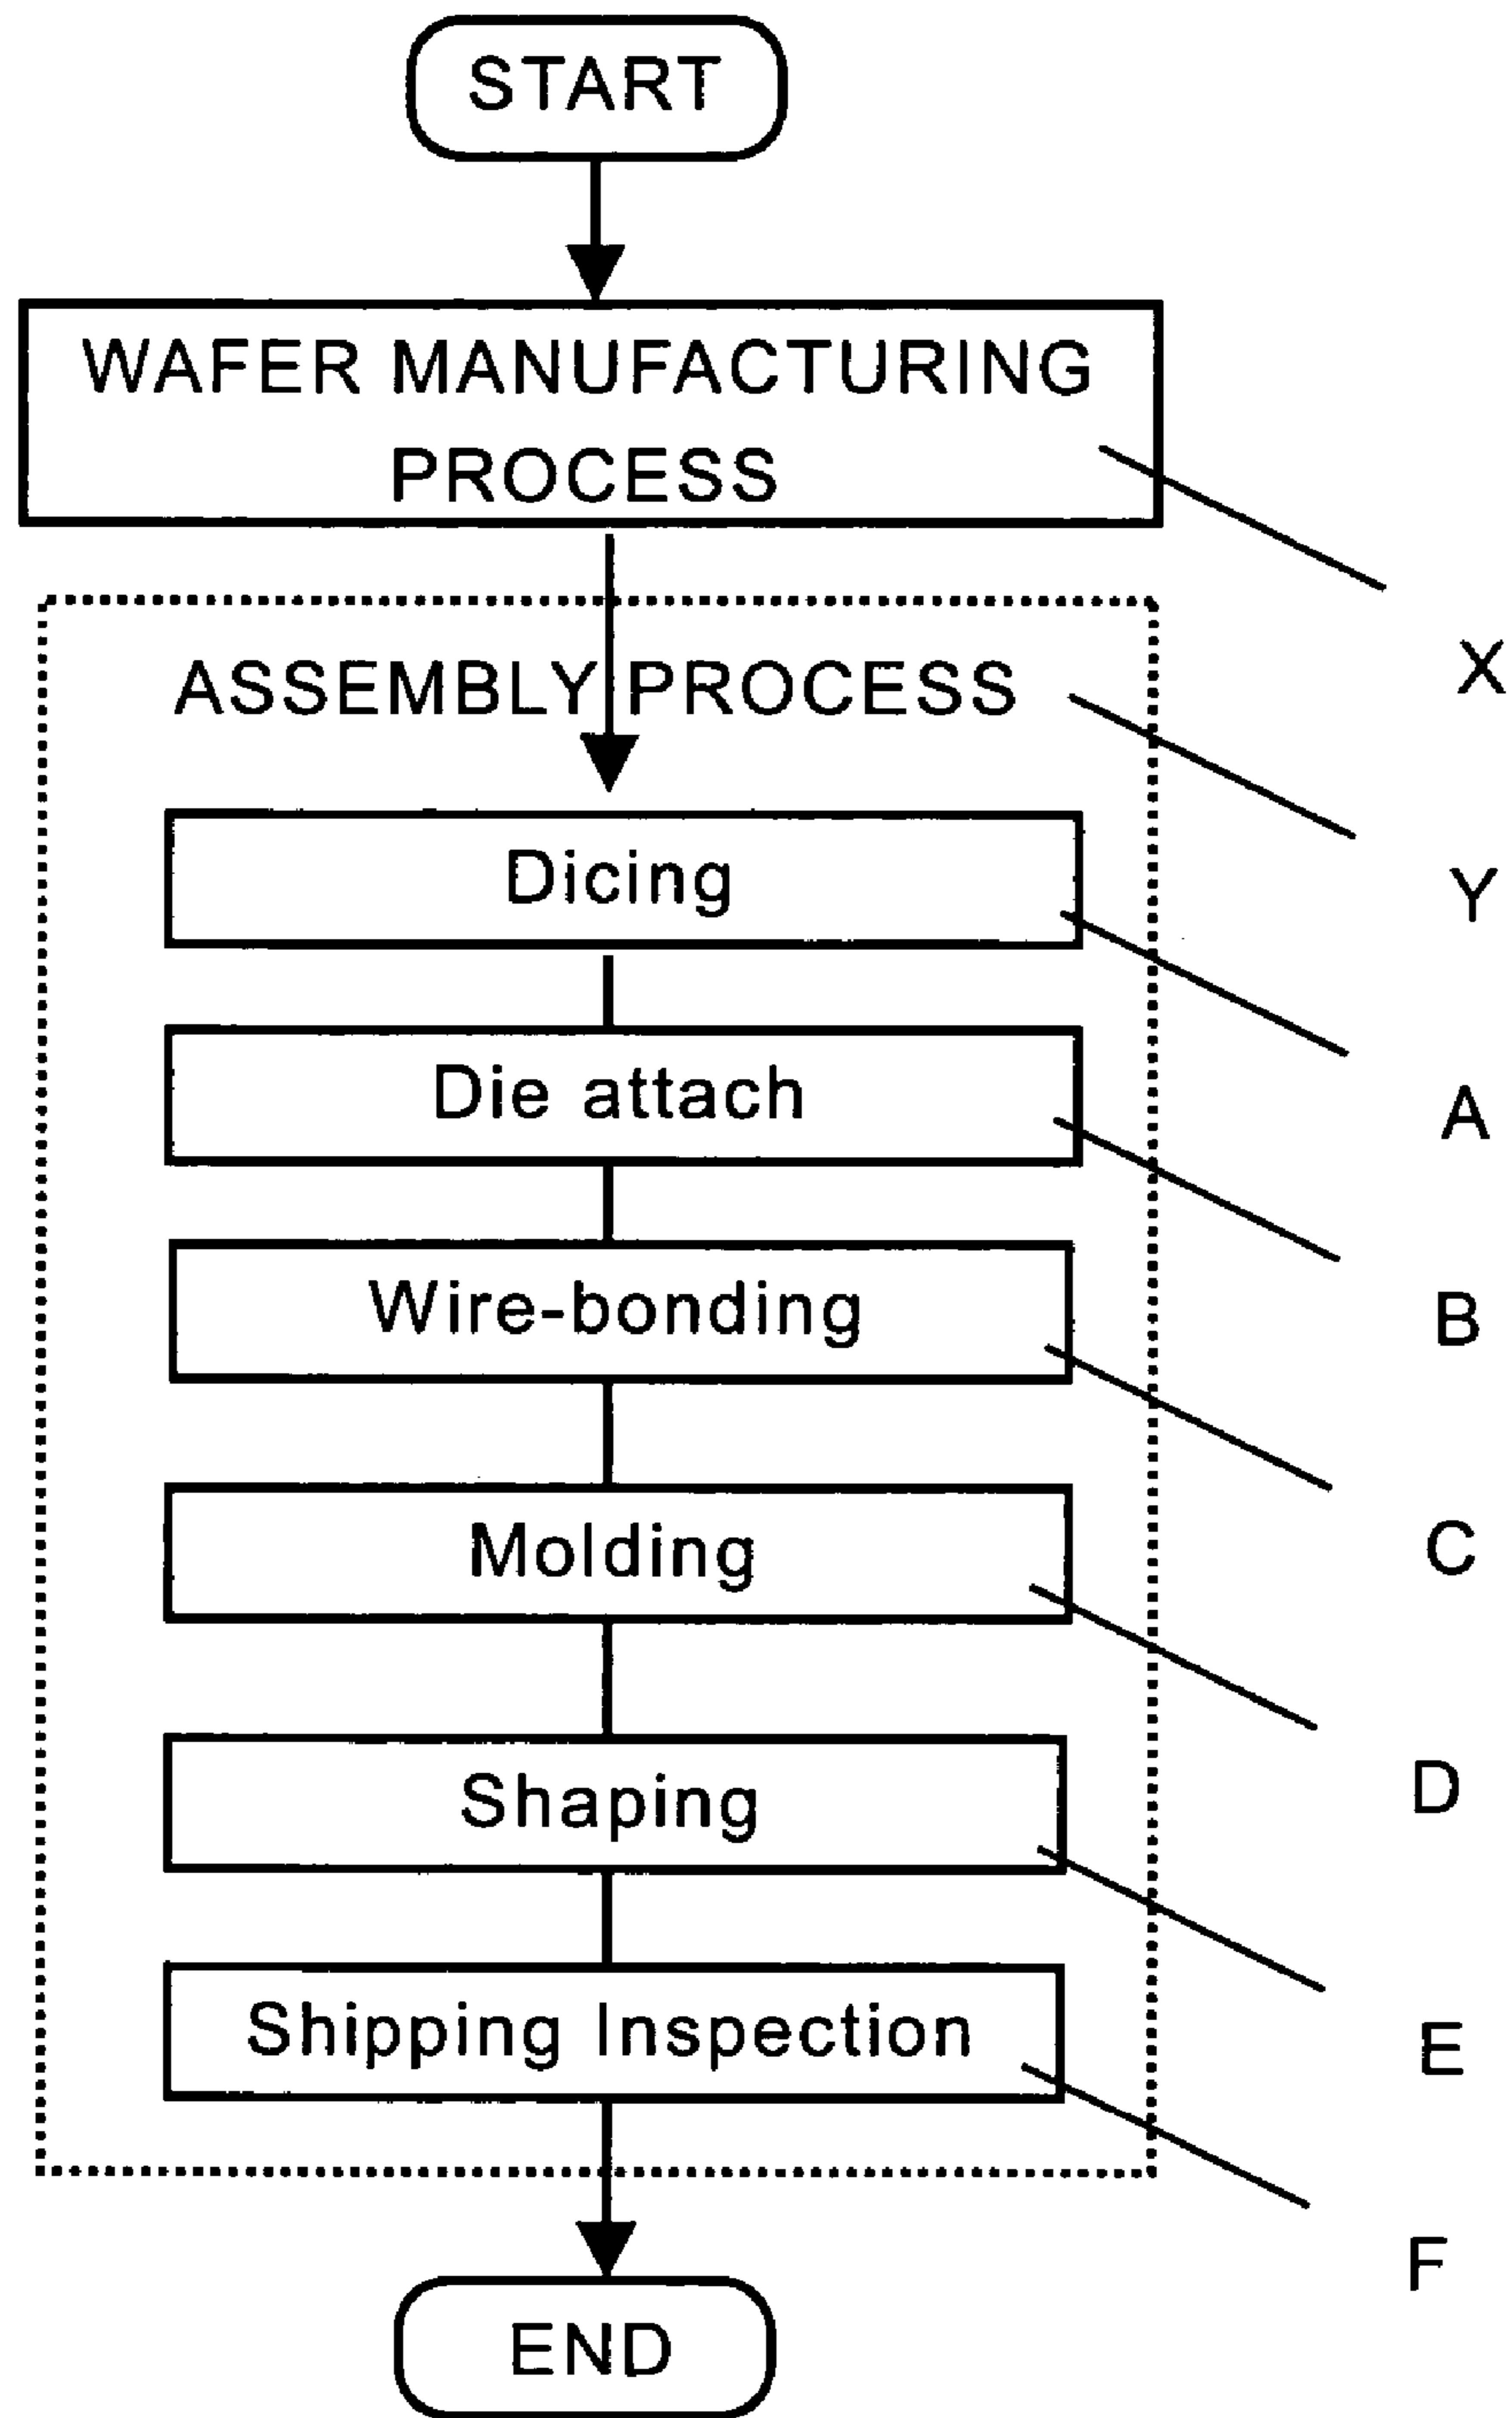 START
WAFER MANUFACTURING
PROCESS
X
ASSEMBLY PROCESS
Y
Dicing
A
Die attach
B
Wire-bonding
C
Molding
D
Shaping
E
Shipping Inspection
F
END